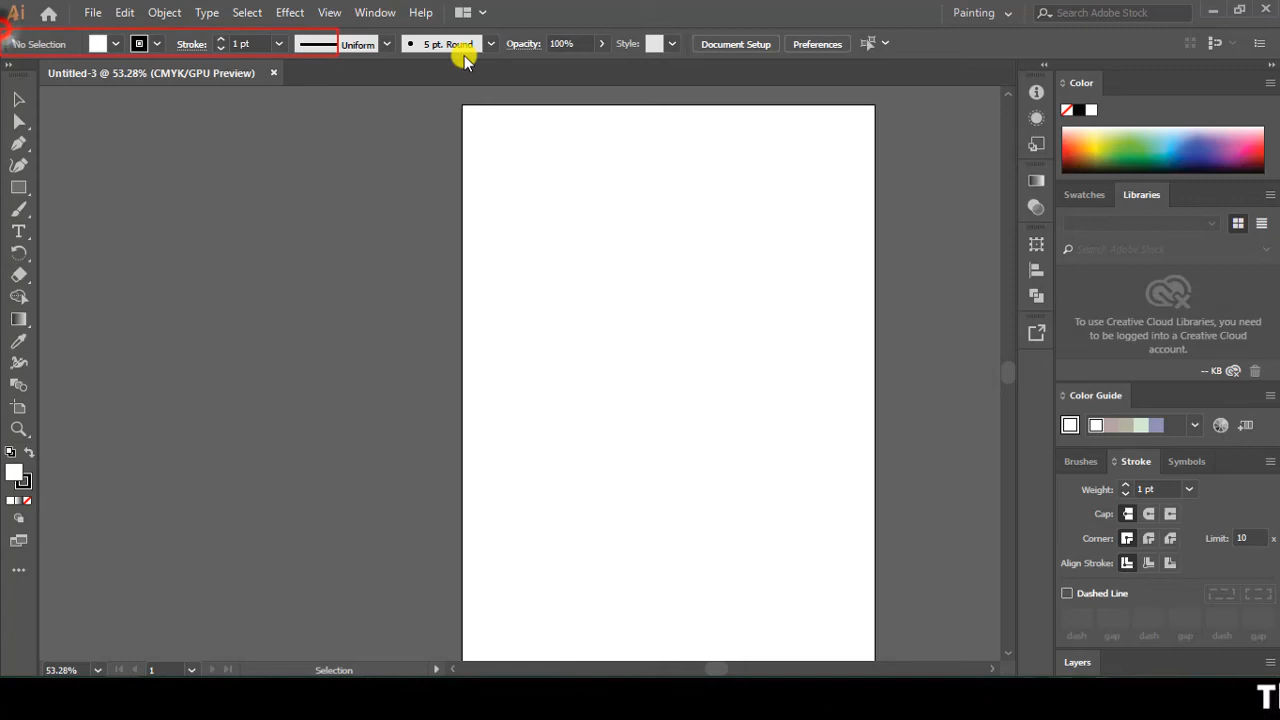 Ai File Edit Object Type Select Effect View Window Help Painting Search Adobe Stock
No Selection Stroke: 1 pt Uniform 5 pt. Round Opacity: 100% Style: Document Setup Preferences
Untitled-3 @ 53.28% (CMYK/GPU Preview)
Color
Swatches Libraries
Search Adobe Stock
To use Creative Cloud Libraries, you need
to be logged into a Creative Cloud
account.
-- KB
Color Guide
Brushes Stroke Symbols
Weight: 1 pt
Cap:
Corner: Limit: 10 x
Align Stroke:
Dashed Line
dash gap dash gap dash gap
Layers
53.28% 1 Selection